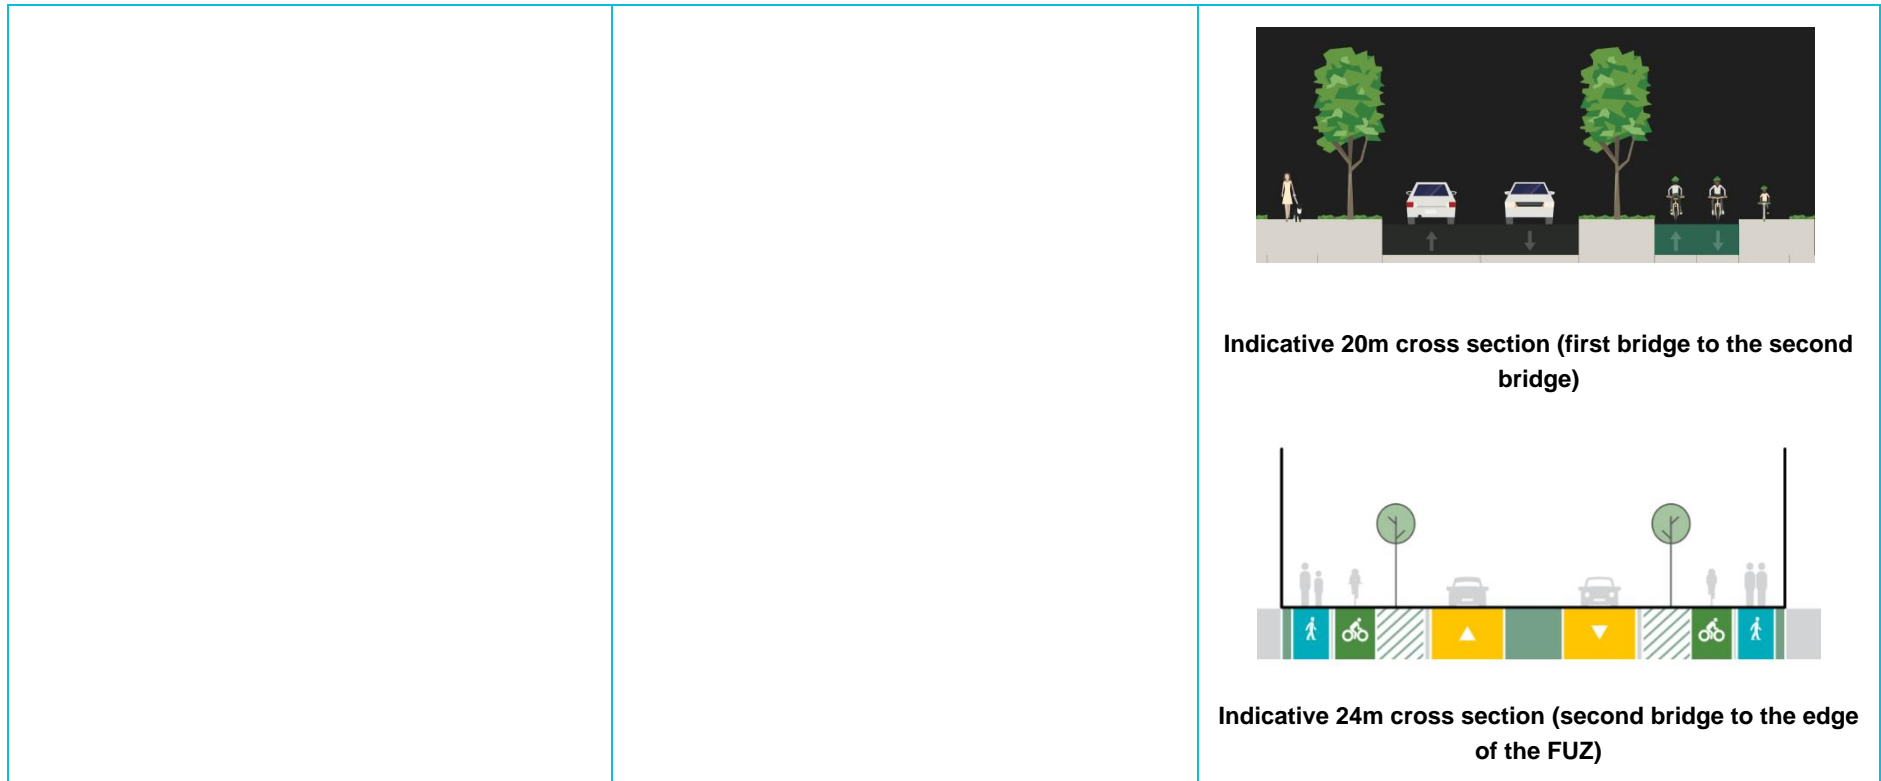 Indicative 20m cross section (first bridge to the second
bridge)
Indicative 24m cross section (second bridge to the edge
of the FUZ)